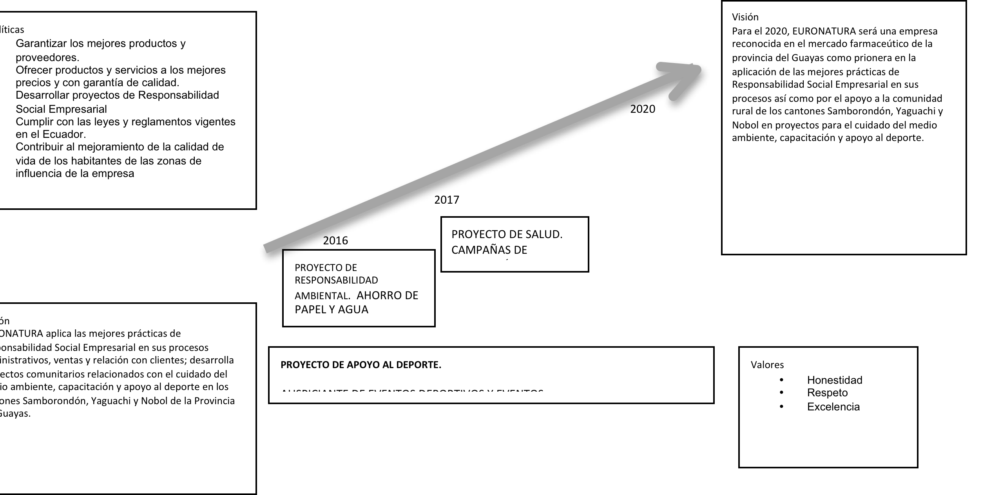 líticas
Garantizar los mejores productos y
proveedores.
Ofrecer productos y servicios a los mejores
precios y con garantía de calidad.
Desarrollar proyectos de Responsabilidad
Social Empresarial
Cumplir con las leyes y reglamentos vigentes
en el Ecuador.
Contribuir al mejoramiento de la calidad de
vida de los habitantes de las zonas de
influencia de la empresa
Visión
Para el 2020, EURONATURA será una empresa
reconocida en el mercado farmaceútico de la
provincia del Guayas como prionera en la
aplicación de las mejores prácticas de
Responsabilidad Social Empresarial en sus
procesos así como por el apoyo a la comunidad
rural de los cantones Samborondón, Yaguachi y
Nobol en proyectos para el cuidado del medio
ambiente, capacitación y apoyo al deporte.
2020
2017
2016
PROYECTO DE SALUD.
CAMPAÑAS DE
PROYECTO DE
RESPONSABILIDAD
AMBIENTAL. AHORRO DE
PAPEL Y AGUA
ón
ONATURA aplica las mejores prácticas de
ponsabilidad Social Empresarial en sus procesos
inistrativos, ventas y relación con clientes; desarrolla
ectos comunitarios relacionados con el cuidado del
io ambiente, capacitación y apoyo al deporte en los
ones Samborondón, Yaguachi y Nobol de la Provincia
Guayas.
PROYECTO DE APOYO AL DEPORTE.
AUSPICIANTE DE EVENTOS DEPORTIVOS Y EVENTOS
Valores
• Honestidad
• Respeto
• Excelencia